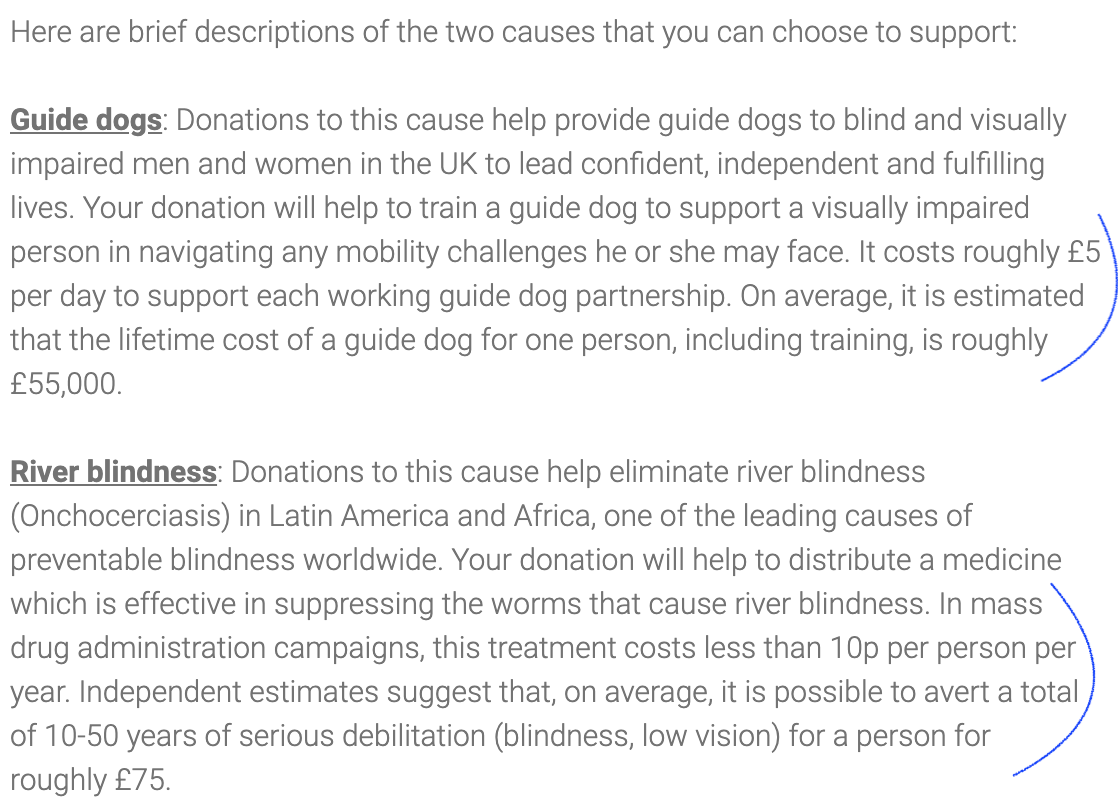 Here are brief descriptions of the two causes that you can choose to support:
Guide dogs: Donations to this cause help provide guide dogs to blind and visually
impaired men and women in the UK to lead confident, independent and fulfilling
lives. Your donation will help to train a guide dog to support a visually impaired
person in navigating any mobility challenges he or she may face. It costs roughly £5
per day to support each working guide dog partnership. On average, it is estimated
that the lifetime cost of a guide dog for one person, including training, is roughly
£55,000.
River blindness: Donations to this cause help eliminate river blindness
(Onchocerciasis) in Latin America and Africa, one of the leading causes of
preventable blindness worldwide. Your donation will help to distribute a medicine
which is effective in suppressing the worms that cause river blindness. In mass
drug administration campaigns, this treatment costs less than 10p per person per
year. Independent estimates suggest that, on average, it is possible to avert a total
of 10-50 years of serious debilitation (blindness, low vision) for a person for
roughly £75.